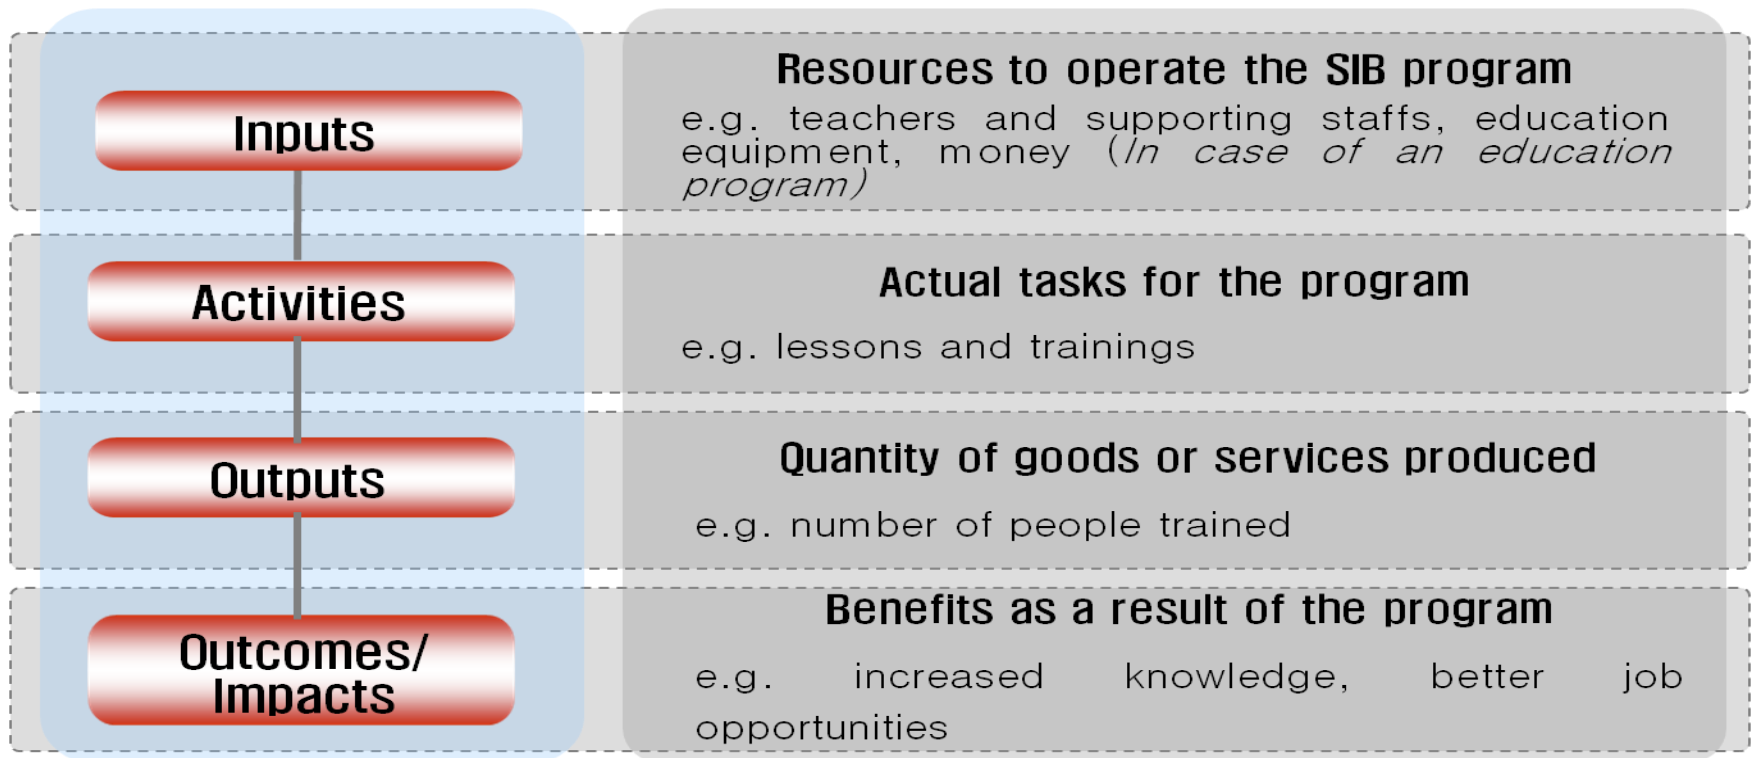 Inputs
Resources to operate the SIB program
e.g. teachers and supporting staffs, education
equipment, money (In case of an education
program)
Activities
Actual tasks for the program
e.g. lessons and trainings
Outputs
Quantity of goods or services produced
e.g. number of people trained
Outcomes/
Impacts
Benefits as a result of the program
e.g. increased knowledge, better job
opportunities